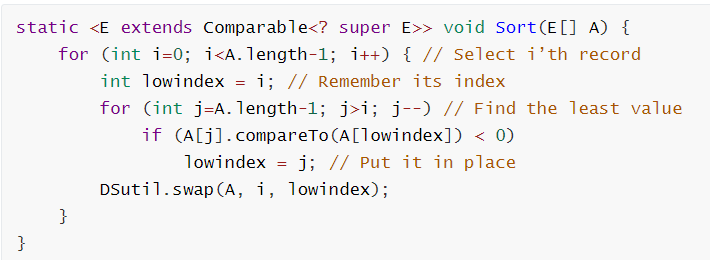 static <E extends Comparable<? super E>> void Sort(E[] A) {
    for (int i=0; i<A.length-1; i++) { // Select i’th record
        int lowindex = i; // Remember its index
        for (int j=A.length-1; j>i; j--) // Find the least value
            if (A[j].compareTo(A[lowindex]) < 0)
                lowindex = j; // Put it in place
        DSutil.swap(A, i, lowindex);
    }
}